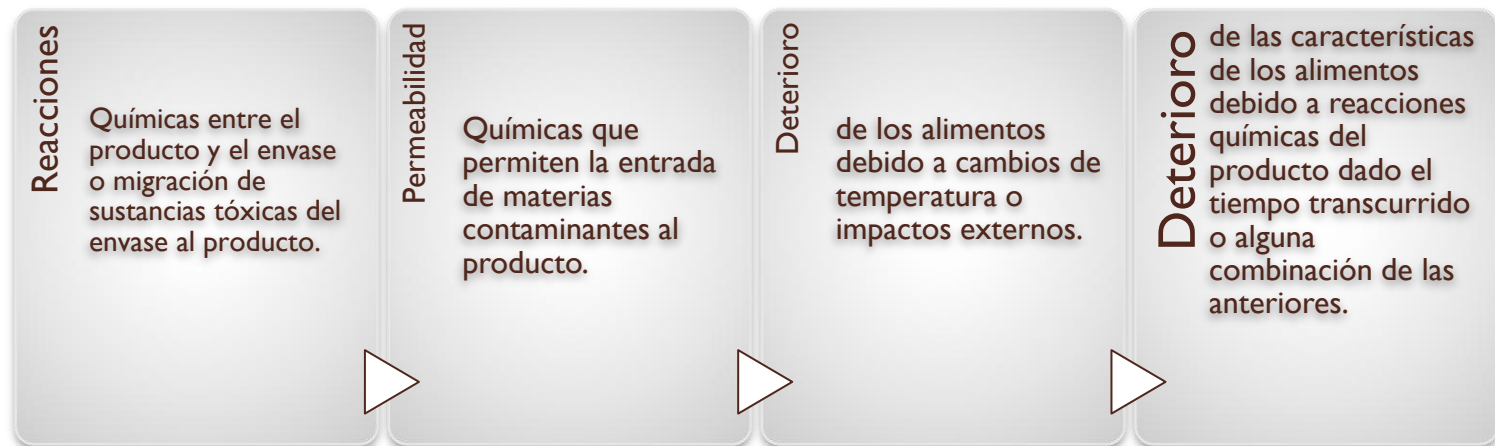 Reacciones
Químicas entre el
producto y el envase
o migración de
sustancias tóxicas del
envase al producto.
Permeabilidad
Químicas que
permiten la entrada
de materias
contaminantes al
producto.
Deterioro
de los alimentos
debido a cambios de
temperatura o
impactos externos.
Deterioro
de las características
de los alimentos
debido a reacciones
químicas del
producto dado el
tiempo transcurrido
o alguna
combinación de las
anteriores.